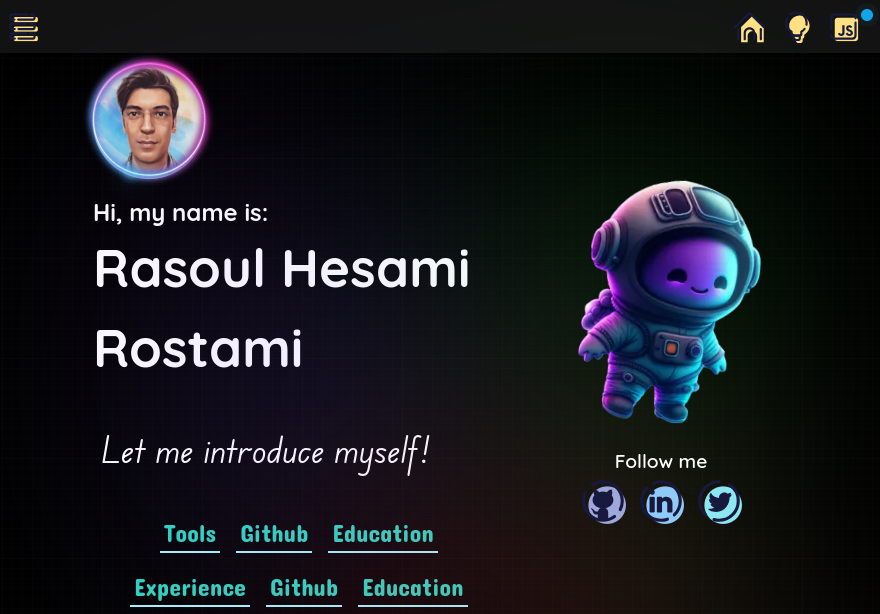 JS
Hi, my name is:
Rasoul Hesami
Rostami
Let me introduce myself!
Tools Github Education
Experience Github Education
Follow me
in